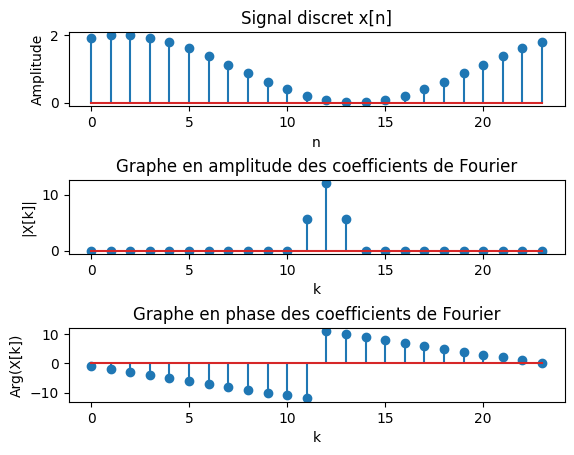 Signal discret x[n]
2
0
Amplitude
0 5 10 15 20
n
Graphe en amplitude des coefficients de Fourier
10
0
|X[k]|
0 5 10 15 20
k
Graphe en phase des coefficients de Fourier
10
0
−10
Arg(X[k])
0 5 10 15 20
k